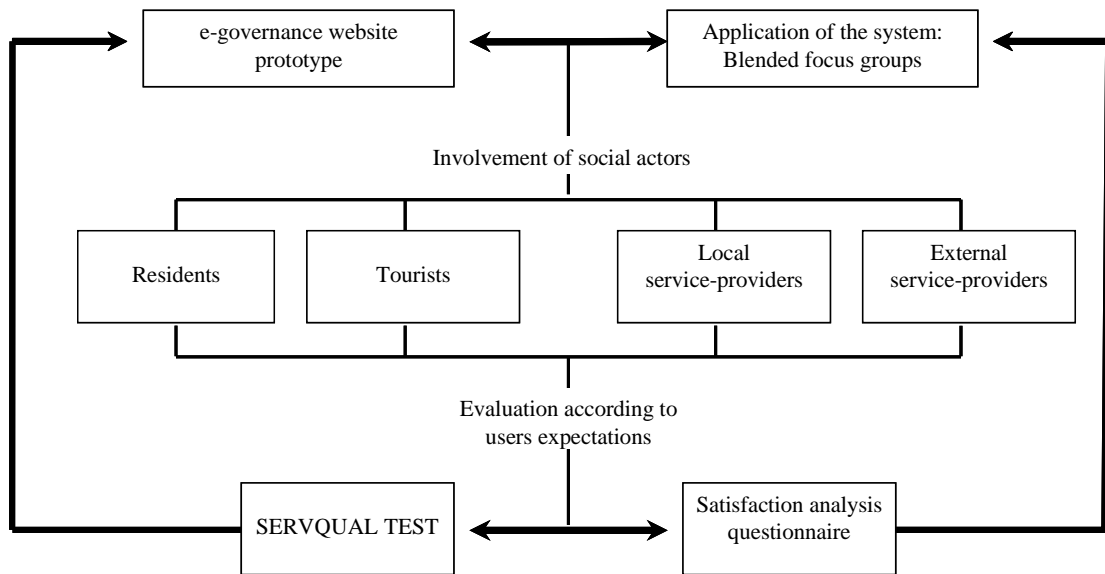 e-governance website
prototype
Application of the system:
Blended focus groups
Involvement of social actors
Residents
Tourists
Local
service-providers
External
service-providers
Evaluation according to
users expectations
SERVQUAL TEST
Satisfaction analysis
questionnaire